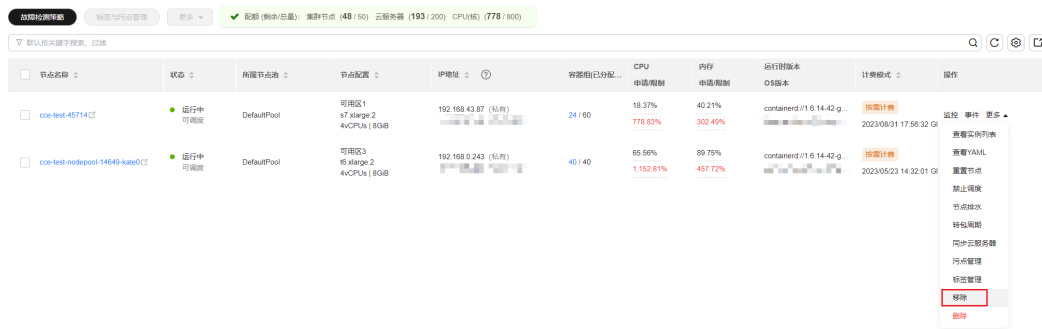 故障检测策略 标签与污点管理 更多 配额 (剩余/总量): 集群节点 (48 / 50) 云服务器 (193 / 200) CPU(核) (778 / 800)
默认按关键字搜索、过滤
节点名称 状态 所属节点池 节点配置 IP地址 容器组(已分配... CPU 申请/限制 内存 申请/限制 运行时版本 OS版本 计费模式 操作
cce-test-45714 运行中 可调度 DefaultPool 可用区1 s7.xlarge.2 4vCPUs | 8GiB 192.168.43.87 (私有) 24 / 60 18.37% 778.83% 40.21% 302.49% containerd://1.6.14-42-g... 按需计费 2023/08/31 17:56:32 GI 监控 事件 更多
cce-test-nodepool-14649-kate0 运行中 可调度 DefaultPool 可用区3 t6.xlarge.2 4vCPUs | 8GiB 192.168.0.243 (私有) 40 / 40 65.56% 1,152.81% 89.75% 457.72% containerd://1.6.14-42-g... 按需计费 2023/05/23 14:32:01 GI
查看实例列表
查看YAML
重置节点
禁止调度
节点排水
转包周期
同步云服务器
污点管理
标签管理
移除
删除